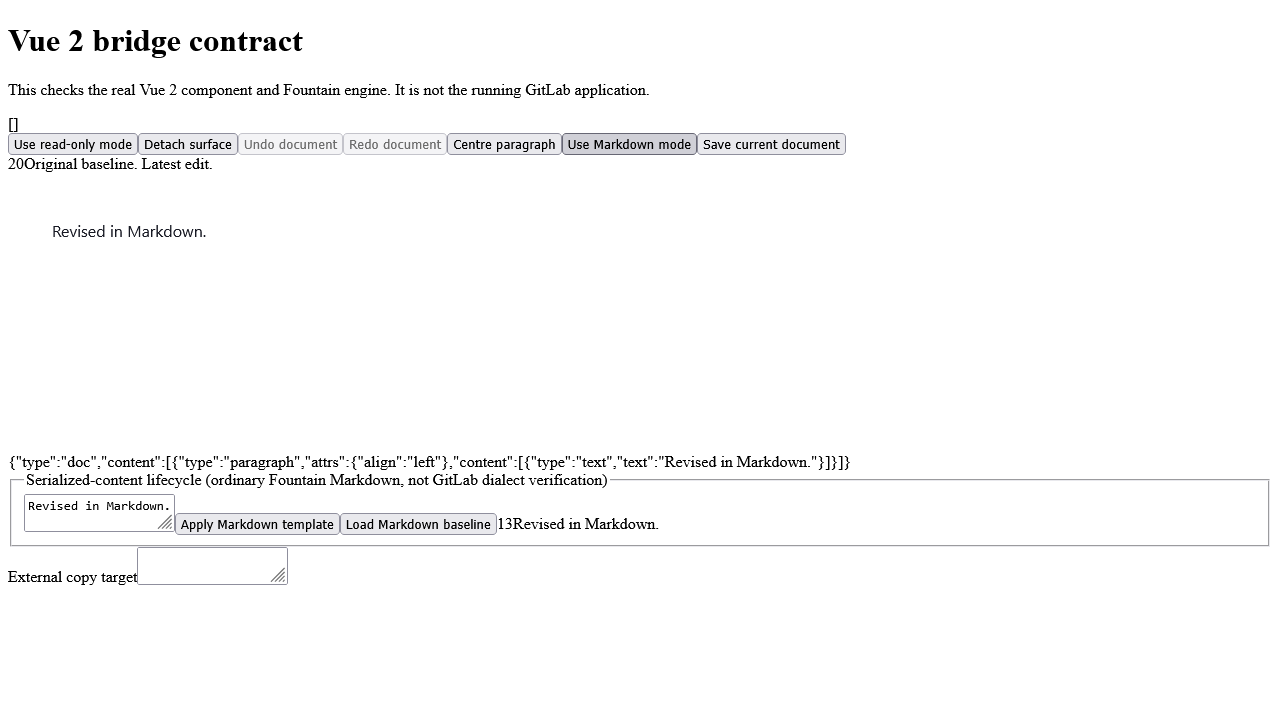 Vue 2 bridge contract
This checks the real Vue 2 component and Fountain engine. It is not the running GitLab application.
[]
Use read-only mode Detach surface Undo document Redo document Centre paragraph Use Markdown mode Save current document
20Original baseline. Latest edit.
Revised in Markdown.
{"type":"doc","content":[{"type":"paragraph","attrs":{"align":"left"},"content":[{"type":"text","text":"Revised in Markdown."}]}]}
Serialized-content lifecycle (ordinary Fountain Markdown, not GitLab dialect verification)
Revised in Markdown. Apply Markdown template Load Markdown baseline 13Revised in Markdown.
External copy target